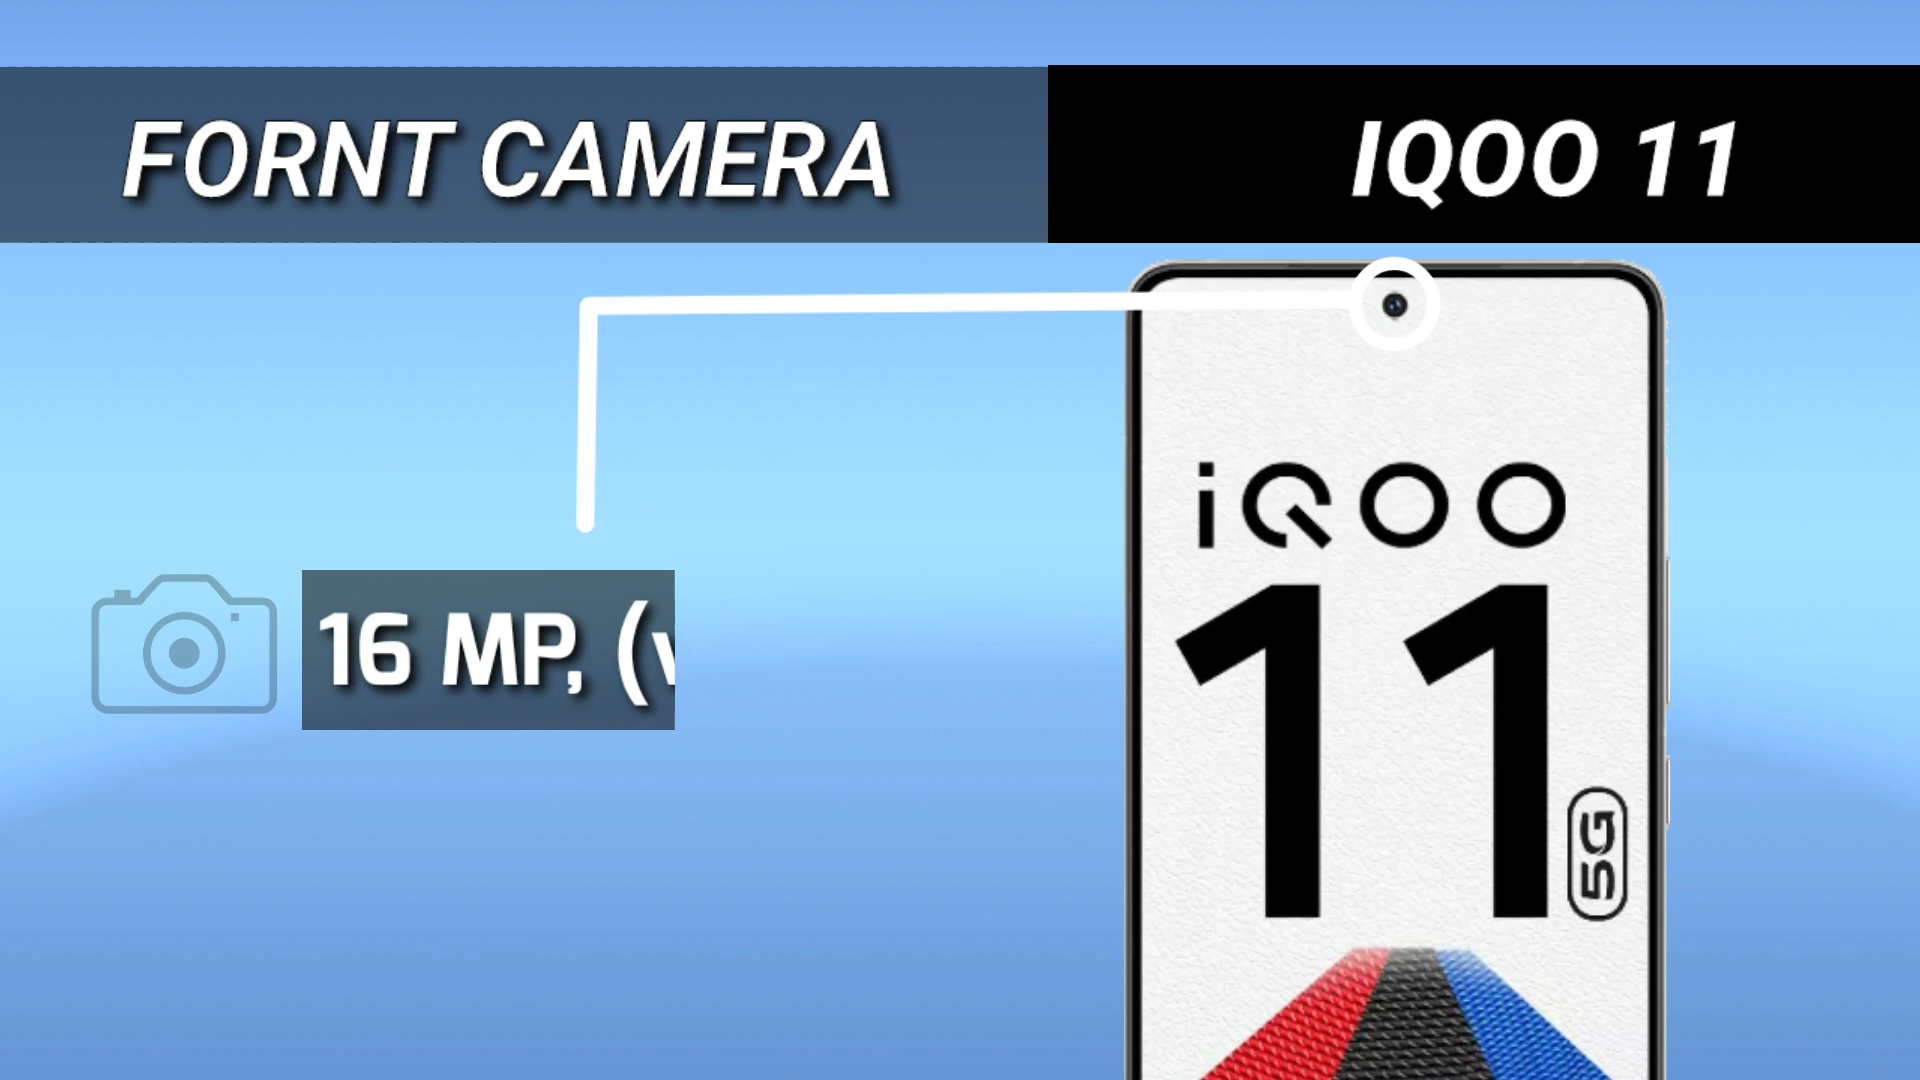 FORNT CAMERA
IQOO 11
16 MP,
iQOO
11
5G